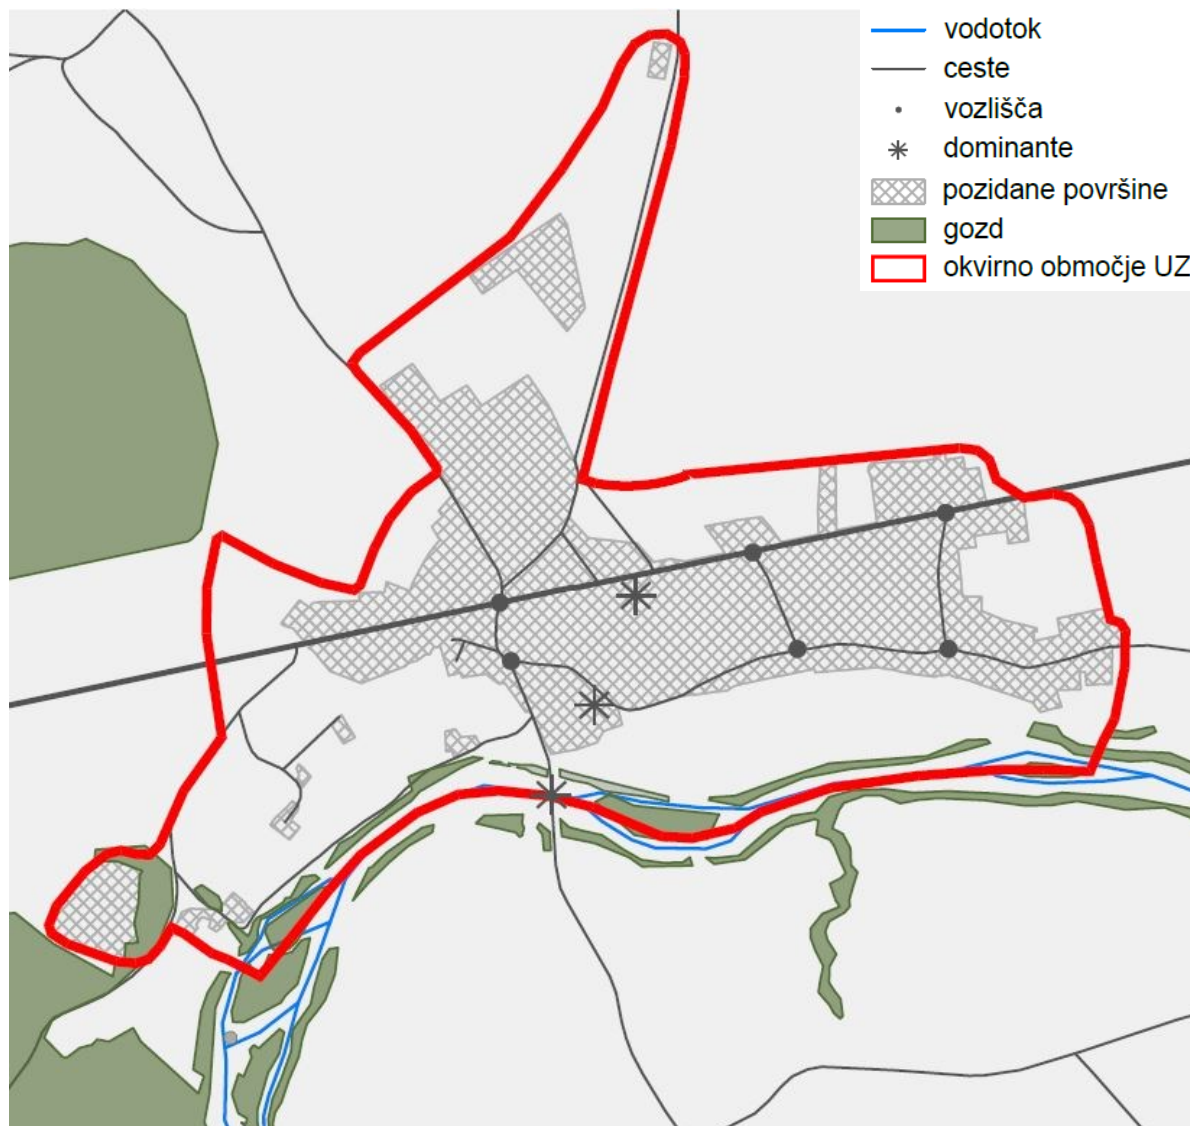 vodotok
ceste
vozlišča
dominante
pozidane površine
gozd
okvirno območje UZ